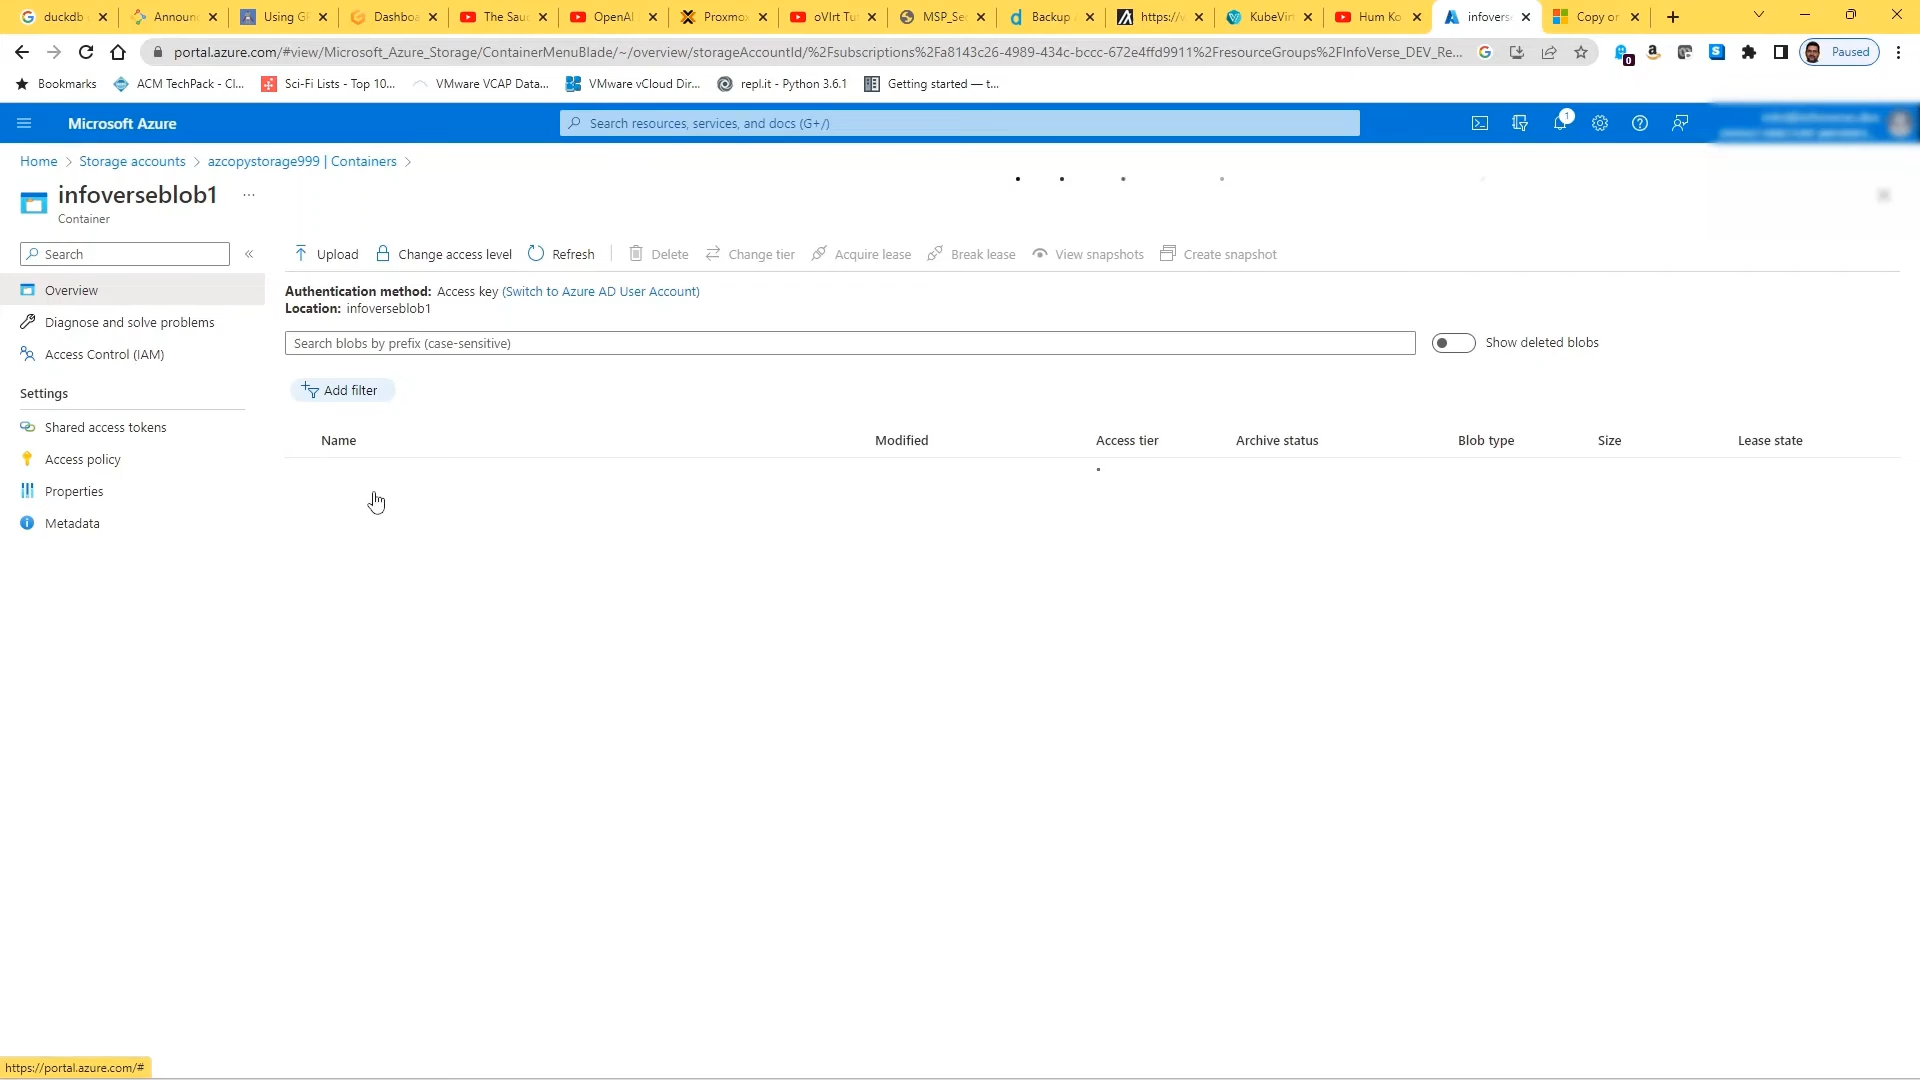 duckdb
Announc
Using GP
Dashboa
The Sau
OpenAI
Proxmo
oVIrt Tu
MSP_Se
Backup
https://v
KubeVirt
Hum Ko
infovers
Copy or
portal.azure.com/#view/Microsoft_Azure_Storage/ContainerMenuBlade/~/overview/storageAccountId/%2Fsubscriptions%2Fa8143c26-4989-434c-bccc-672e4ffd9911%2FresourceGroups%2FInfoVerse_DEV_Re...
0
Paused
Bookmarks
ACM TechPack - Cl...
Sci-Fi Lists - Top 10...
VMware VCAP Data...
VMware vCloud Dir...
repl.it - Python 3.6.1
Getting started — t...
Microsoft Azure
Search resources, services, and docs (G+/)
1
Home > Storage accounts > azcopystorage999 | Containers >
infoverseblob1 ...
Container
Search
«
Upload
Change access level
Refresh
Delete
Change tier
Acquire lease
Break lease
View snapshots
Create snapshot
Overview
Diagnose and solve problems
Access Control (IAM)
Settings
Shared access tokens
Access policy
Properties
Metadata
Authentication method: Access key (Switch to Azure AD User Account)
Location: infoverseblob1
Search blobs by prefix (case-sensitive)
Show deleted blobs
Add filter
Name
Modified
Access tier
Archive status
Blob type
Size
Lease state
https://portal.azure.com/#